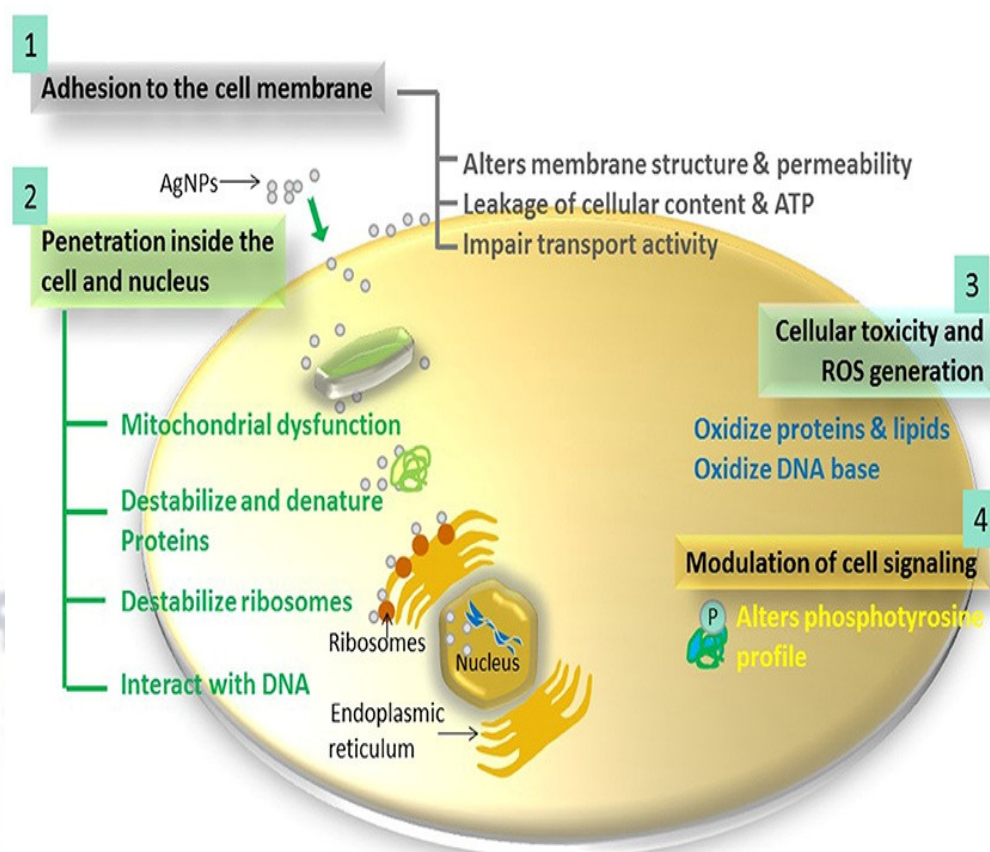 1
Adhesion to the cell membrane
Alters membrane structure & permeability
Leakage of cellular content & ATP
Impair transport activity
AgNPs
2
Penetration inside the
cell and nucleus
Mitochondrial dysfunction
Destabilize and denature
Proteins
Destabilize ribosomes
Interact with DNA
Ribosomes
Nucleus
Endoplasmic
reticulum
3
Cellular toxicity and
ROS generation
Oxidize proteins & lipids
Oxidize DNA base
4
Modulation of cell signaling
P
Alters phosphotyrosine
profile